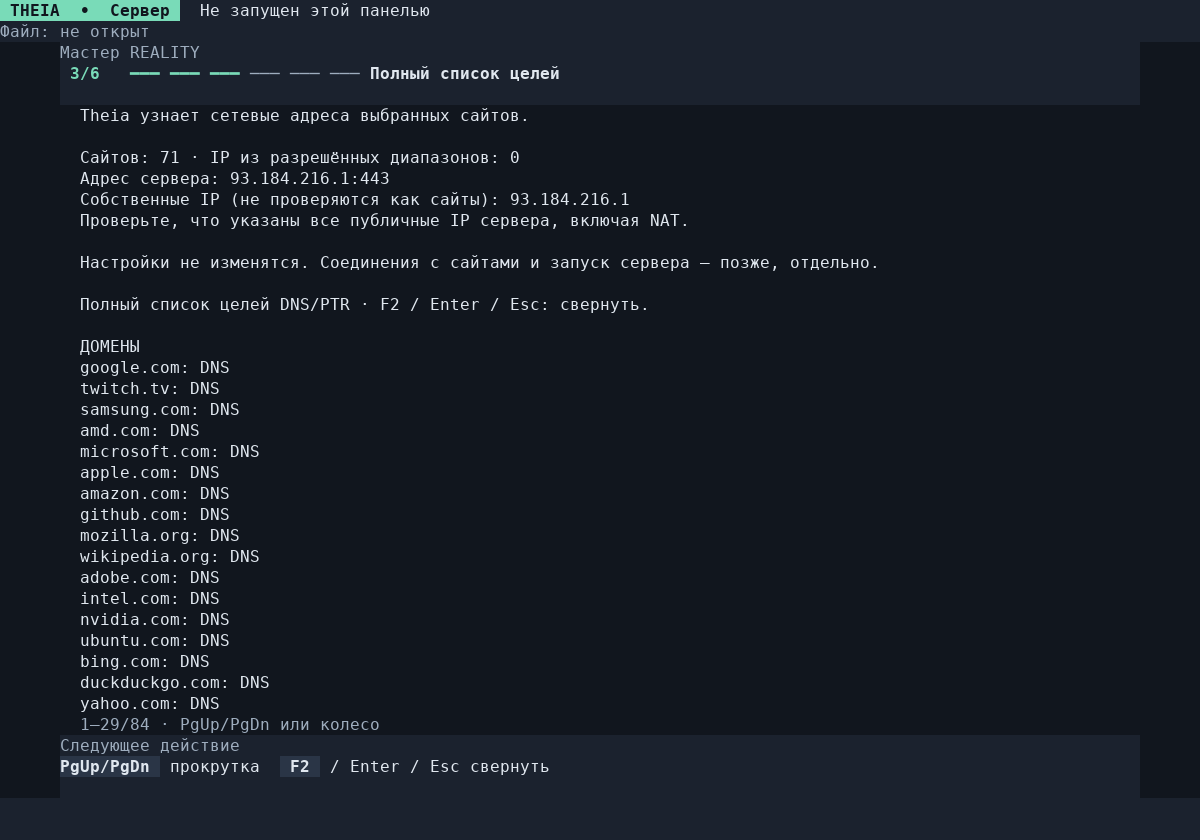 THEIA • Сервер Не запущен этой панелью
Файл: не открыт
Мастер REALITY
3/6 ━━━ ━━━ ━━━ ─── ─── ─── Полный список целей
Theia узнает сетевые адреса выбранных сайтов.
Сайтов: 71 · IP из разрешённых диапазонов: 0
Адрес сервера: 93.184.216.1:443
Собственные IP (не проверяются как сайты): 93.184.216.1
Проверьте, что указаны все публичные IP сервера, включая NAT.
Настройки не изменятся. Соединения с сайтами и запуск сервера — позже, отдельно.
Полный список целей DNS/PTR · F2 / Enter / Esc: свернуть.
ДОМЕНЫ
google.com: DNS
twitch.tv: DNS
samsung.com: DNS
amd.com: DNS
microsoft.com: DNS
apple.com: DNS
amazon.com: DNS
github.com: DNS
mozilla.org: DNS
wikipedia.org: DNS
adobe.com: DNS
intel.com: DNS
nvidia.com: DNS
ubuntu.com: DNS
bing.com: DNS
duckduckgo.com: DNS
yahoo.com: DNS
1–29/84 · PgUp/PgDn или колесо
Следующее действие
PgUp/PgDn прокрутка F2 / Enter / Esc свернуть